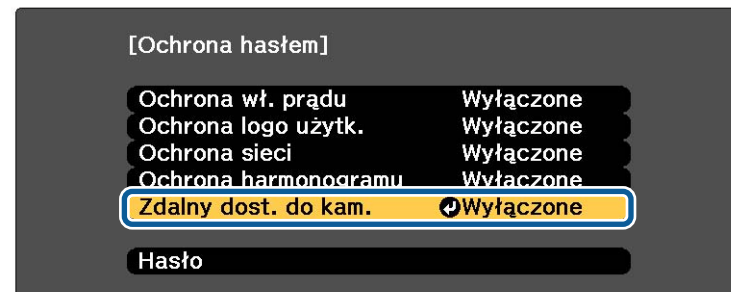 [Ochrona hasłem]
Ochrona wł. prądu Wyłączone
Ochrona logo użytk. Wyłączone
Ochrona sieci Wyłączone
Ochrona harmonogramu Wyłączone
Zdalny dost. do kam. Wyłączone
Hasło